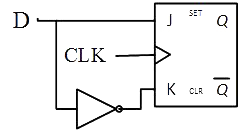 D J SET Q
CLK
K CLR Q̅